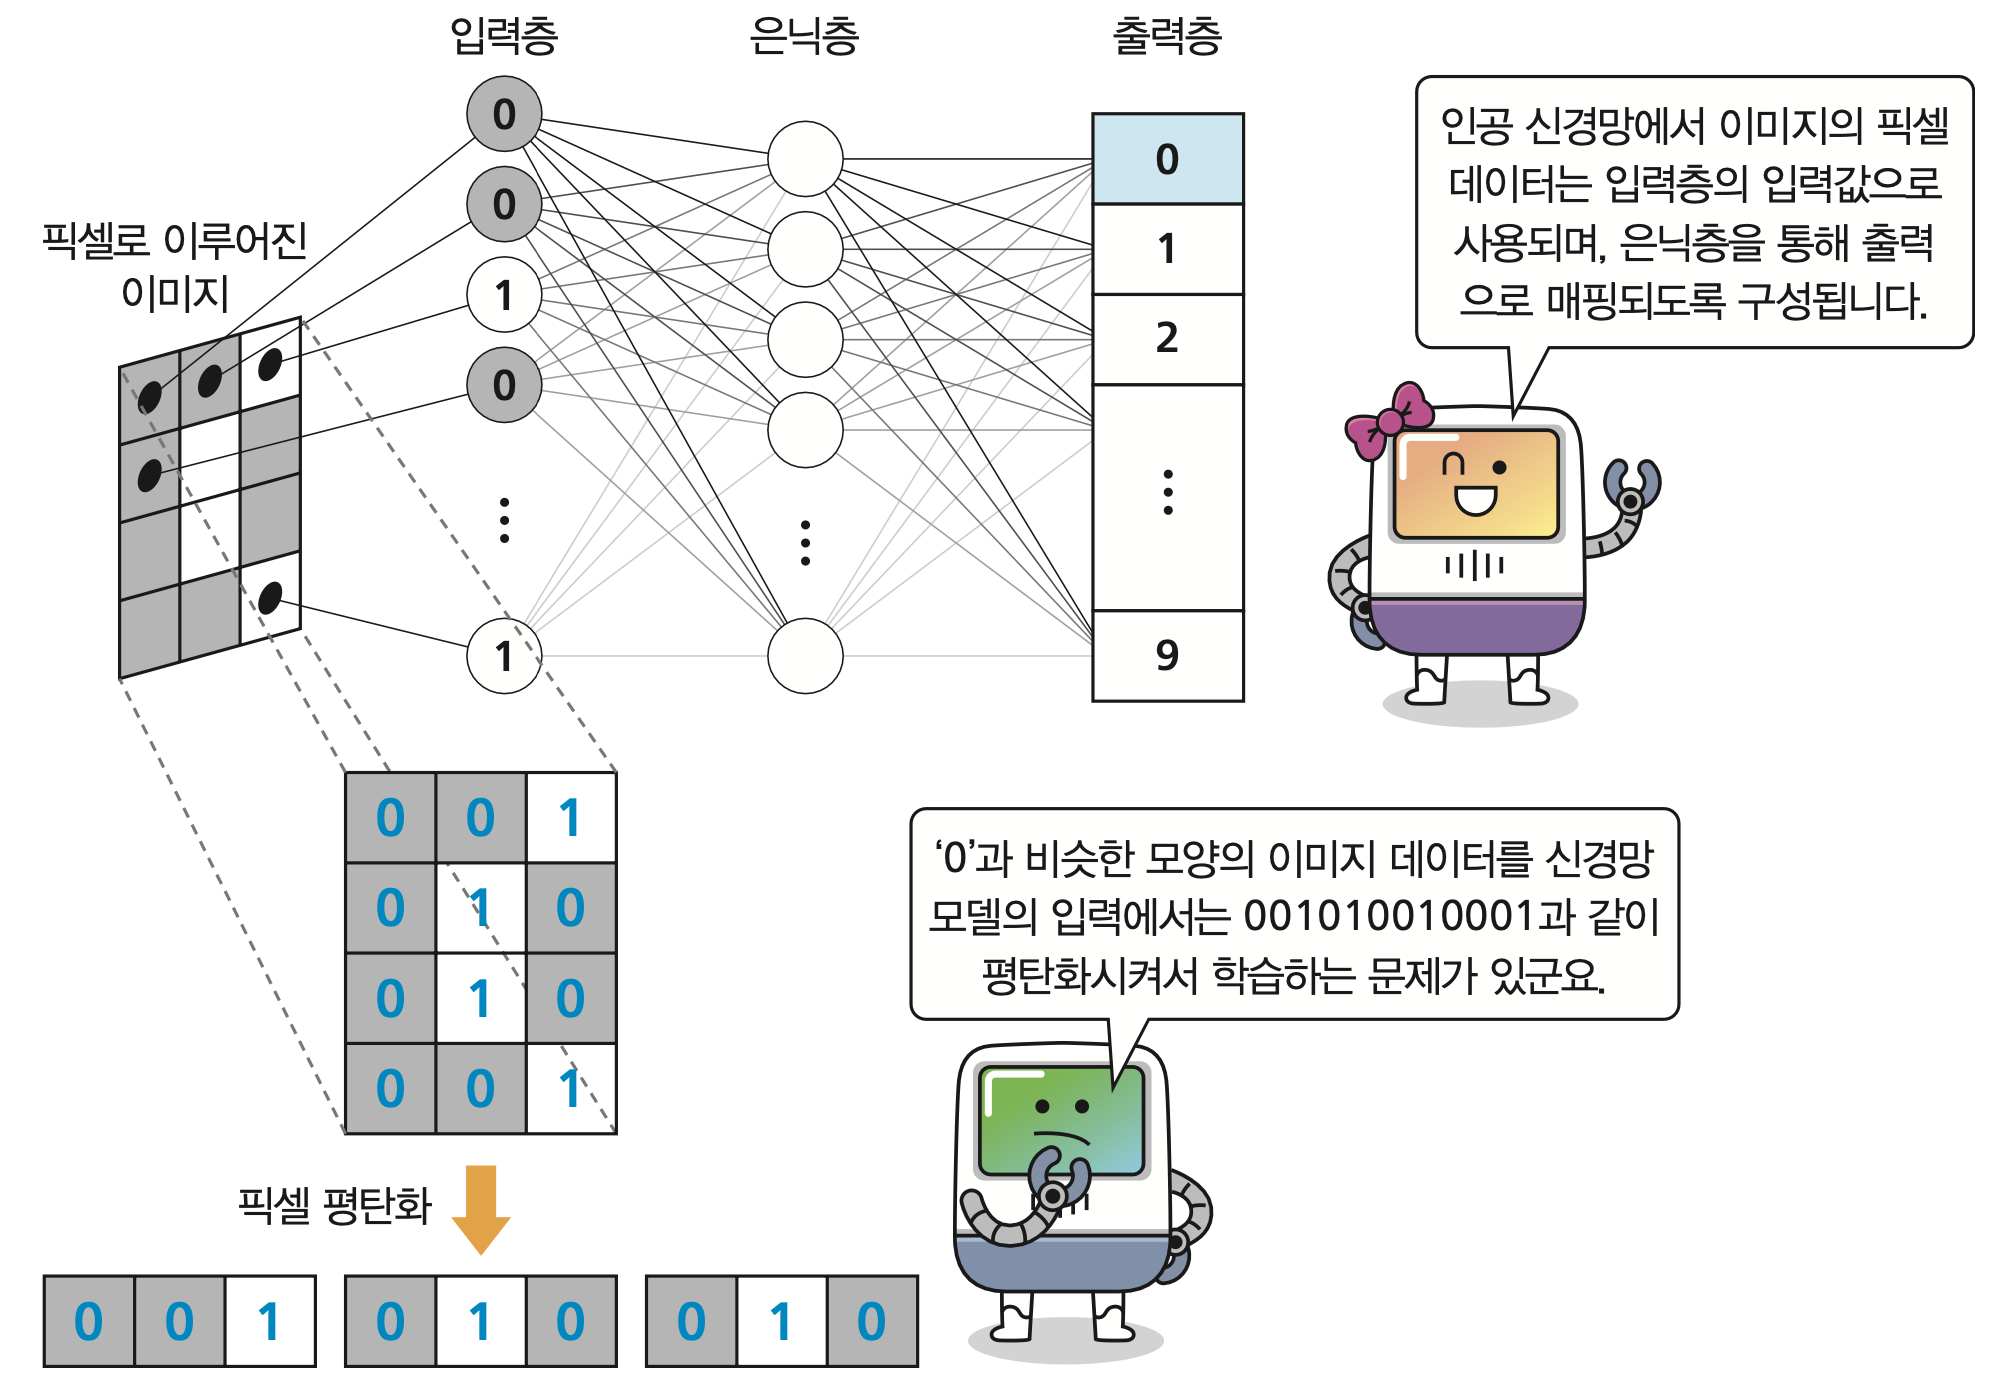 입력층
은닉층
출력층
픽셀로 이루어진
이미지
0
0
1
0
1
0
1
2
9
인공 신경망에서 이미지의 픽셀
데이터는 입력층의 입력값으로
사용되며, 은닉층을 통해 출력
으로 매핑되도록 구성됩니다.
0 0 1
0 1 0
0 1 0
0 0 1
‘0’과 비슷한 모양의 이미지 데이터를 신경망
모델의 입력에서는 001010010001과 같이
평탄화시켜서 학습하는 문제가 있군요.
픽셀 평탄화
0 0 1 0 1 0 0 1 0